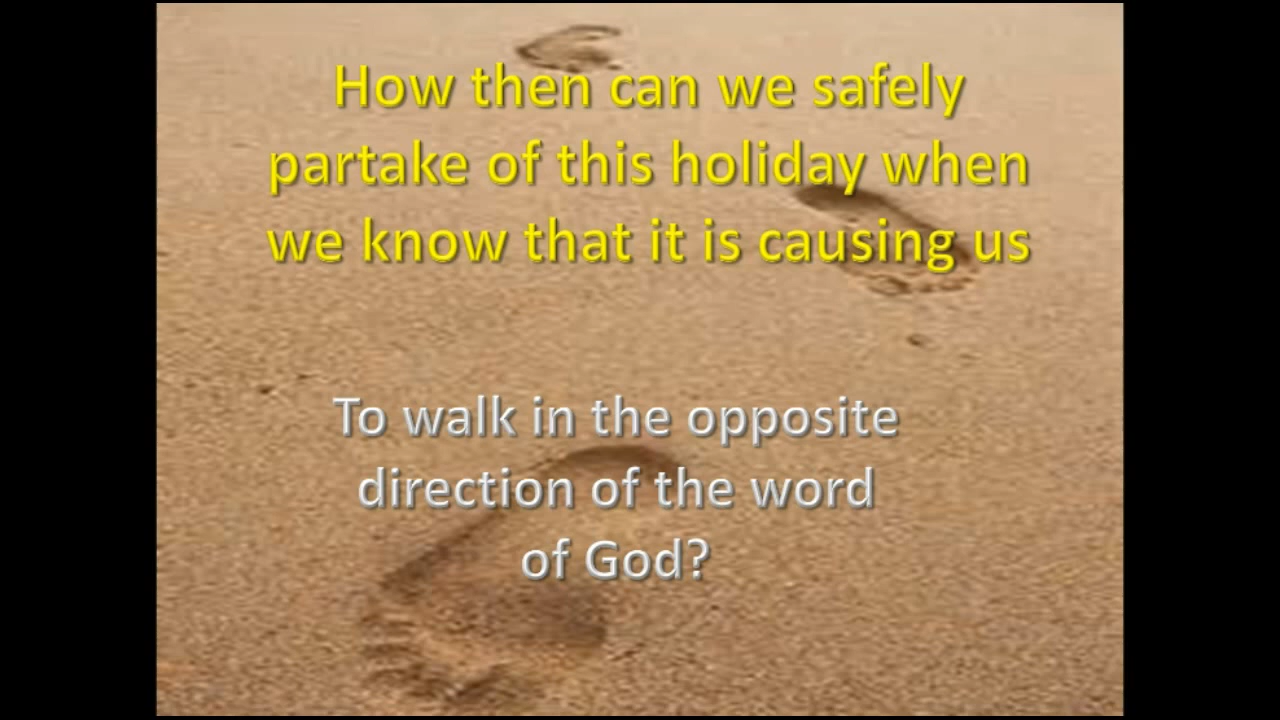 How then can we safely
partake of this holiday when
we know that it is causing us
To walk in the opposite
direction of the word
of God?